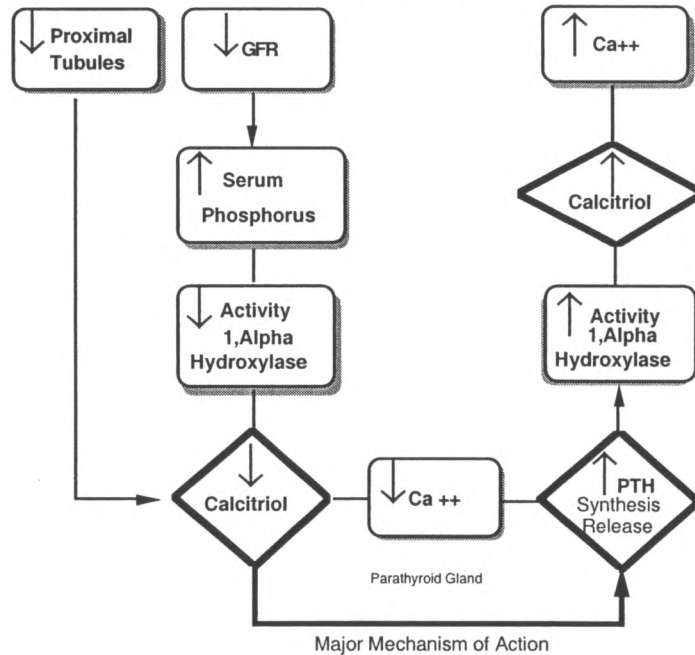 Proximal
Tubules
GFR
Serum
Phosphorus
Activity
1,Alpha
Hydroxylase
Calcitriol
Ca ++
Parathyroid Gland
Major Mechanism of Action
PTH
Synthesis
Release
Activity
1,Alpha
Hydroxylase
Calcitriol
Ca++